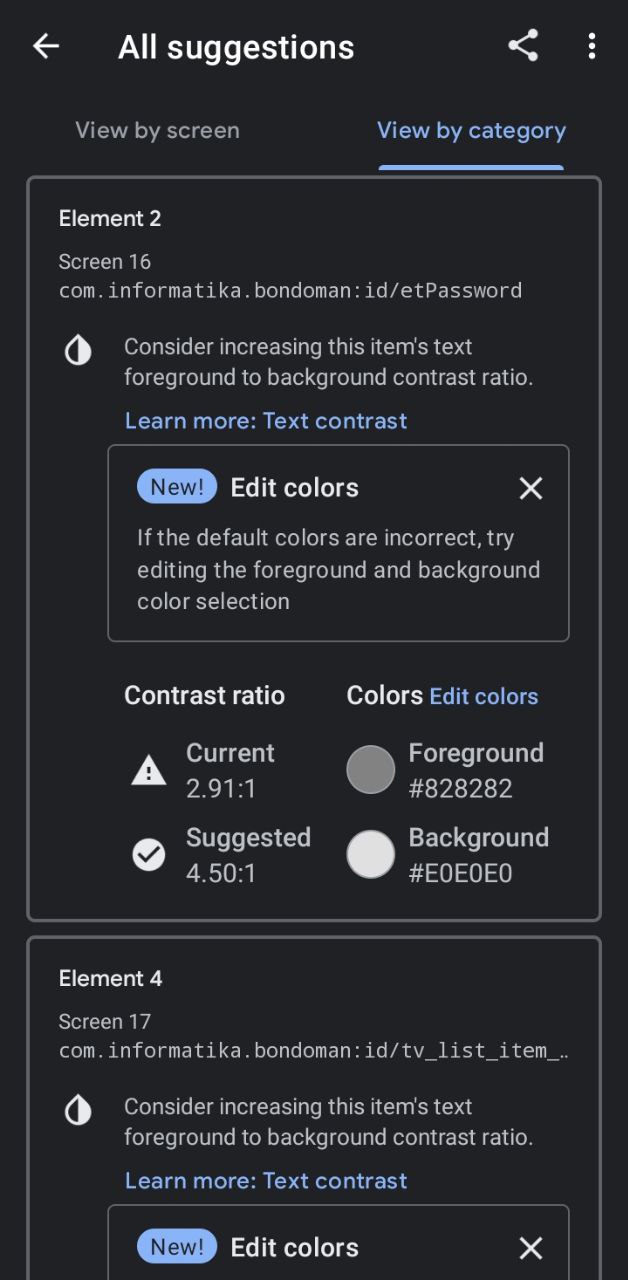 All suggestions
View by screen
View by category
Element 2
Screen 16
com.informatika.bondoman:id/etPassword
Consider increasing this item's text
foreground to background contrast ratio.
Learn more: Text contrast
New! Edit colors
If the default colors are incorrect, try
editing the foreground and background
color selection
Contrast ratio
Colors Edit colors
Current
2.91:1
Foreground
#828282
Suggested
4.50:1
Background
#E0E0E0
Element 4
Screen 17
com.informatika.bondoman:id/tv_list_item_…
Consider increasing this item's text
foreground to background contrast ratio.
Learn more: Text contrast
New! Edit colors